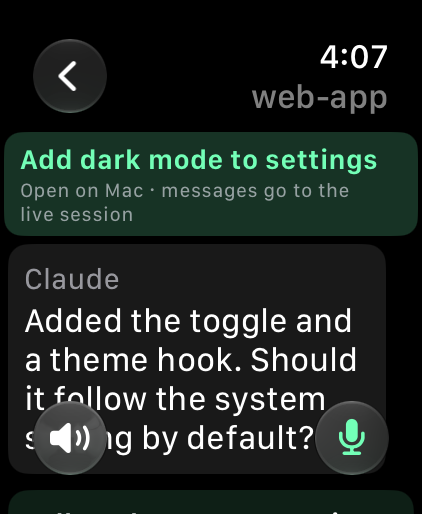 4:07
web-app
Add dark mode to settings
Open on Mac · messages go to the
live session
Claude
Added the toggle and
a theme hook. Should
it follow the system
by default?